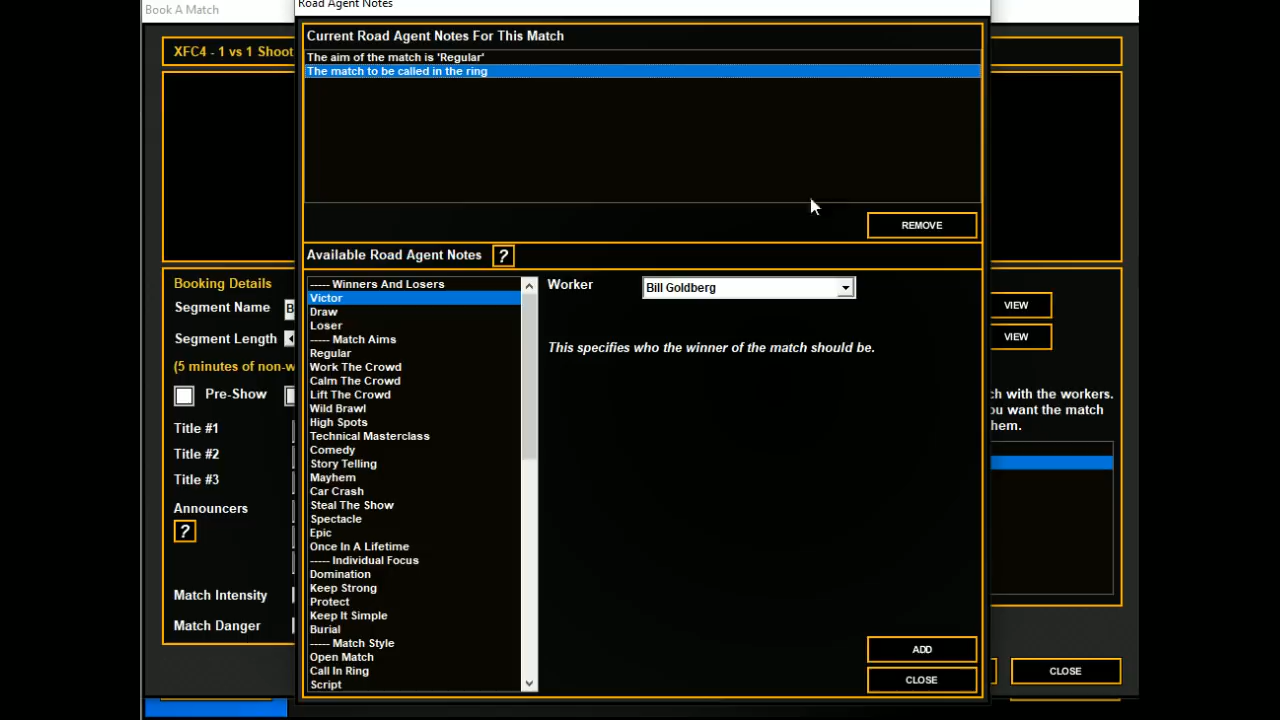 Book A Match
Road Agent Notes
XFC4 - 1 vs 1 Shoot
Current Road Agent Notes For This Match
The aim of the match is 'Regular'
The match to be called in the ring
REMOVE
Available Road Agent Notes ?
----- Winners And Losers
Victor
Draw
Loser
----- Match Aims
Regular
Work The Crowd
Calm The Crowd
Lift The Crowd
Wild Brawl
High Spots
Technical Masterclass
Comedy
Story Telling
Mayhem
Car Crash
Steal The Show
Spectacle
Epic
Once In A Lifetime
----- Individual Focus
Domination
Keep Strong
Protect
Keep It Simple
Burial
----- Match Style
Open Match
Call In Ring
Script
Worker
Bill Goldberg
This specifies who the winner of the match should be.
ADD
CLOSE
Booking Details
Segment Name B
Segment Length
(5 minutes of non-w
Pre-Show
Title #1
Title #2
Title #3
Announcers
?
Match Intensity
Match Danger
VIEW
VIEW
ch with the workers.
ou want the match
hem.
CLOSE